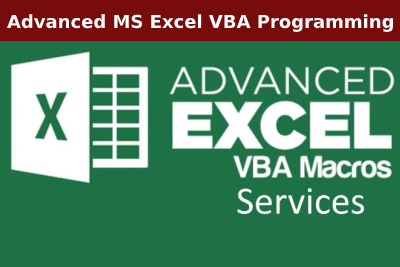 Advanced MS Excel VBA Programming
X
ADVANCED
EXCEL
VBA Macros
Services